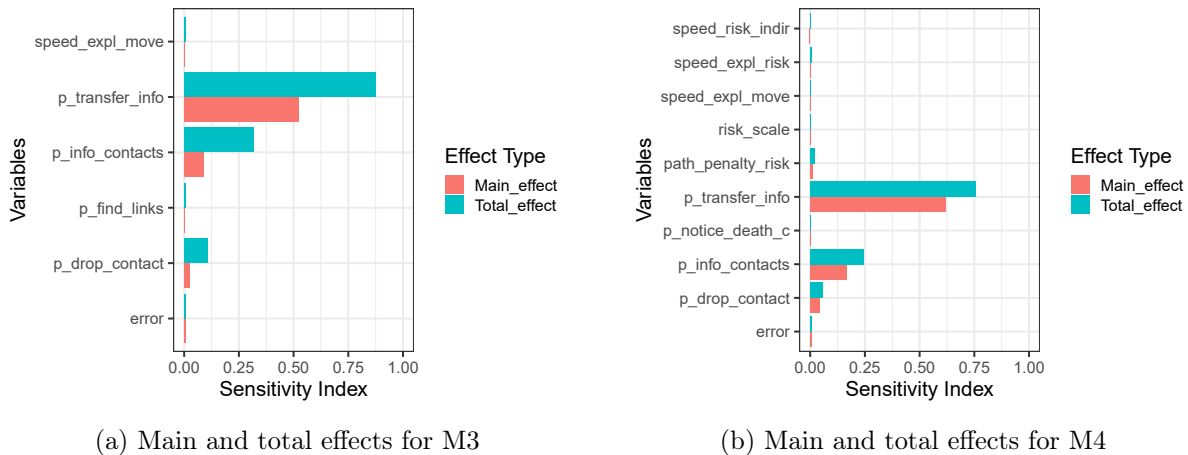 speed_expl_move
p_transfer_info
p_info_contacts
p_find_links
p_drop_contact
error
Variables
0.00 0.25 0.50 0.75 1.00
Sensitivity Index
Effect Type
Main_effect
Total_effect
(a) Main and total effects for M3
speed_risk_indir
speed_expl_risk
speed_expl_move
risk_scale
path_penalty_risk
p_transfer_info
p_notice_death_c
p_info_contacts
p_drop_contact
error
Variables
0.00 0.25 0.50 0.75 1.00
Sensitivity Index
Effect Type
Main_effect
Total_effect
(b) Main and total effects for M4